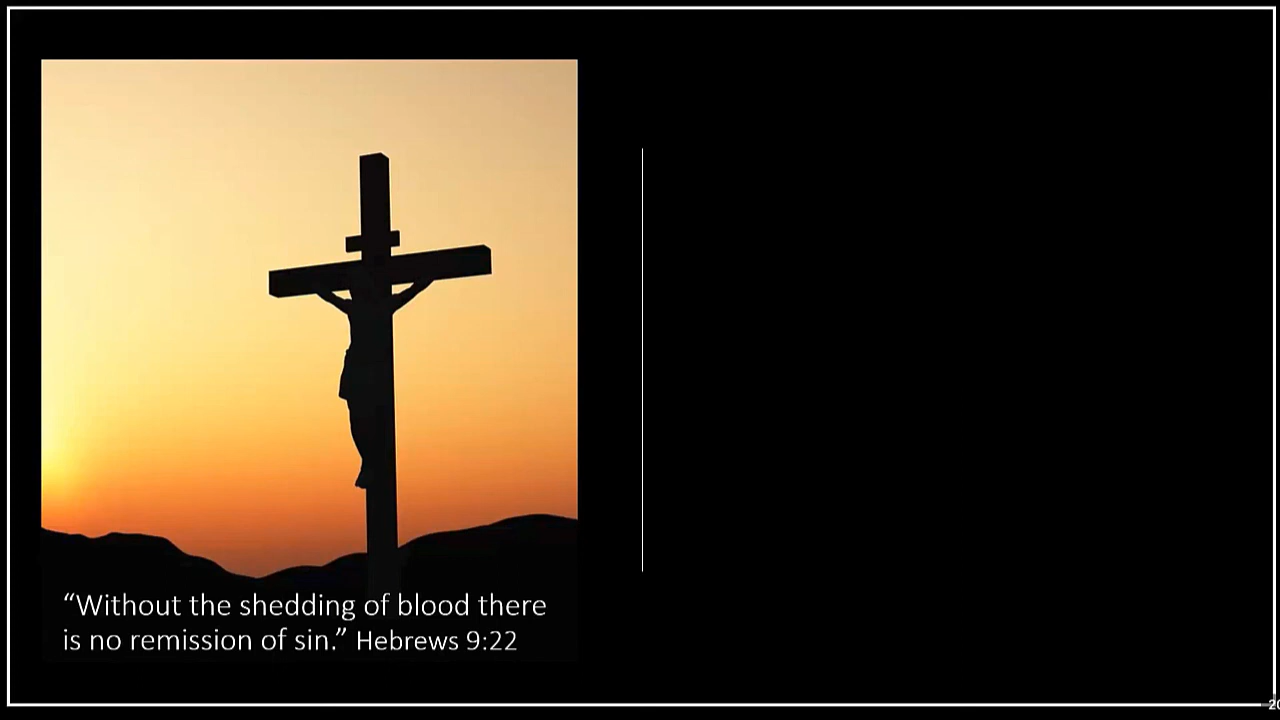 “Without the shedding of blood there
is no remission of sin.” Hebrews 9:22